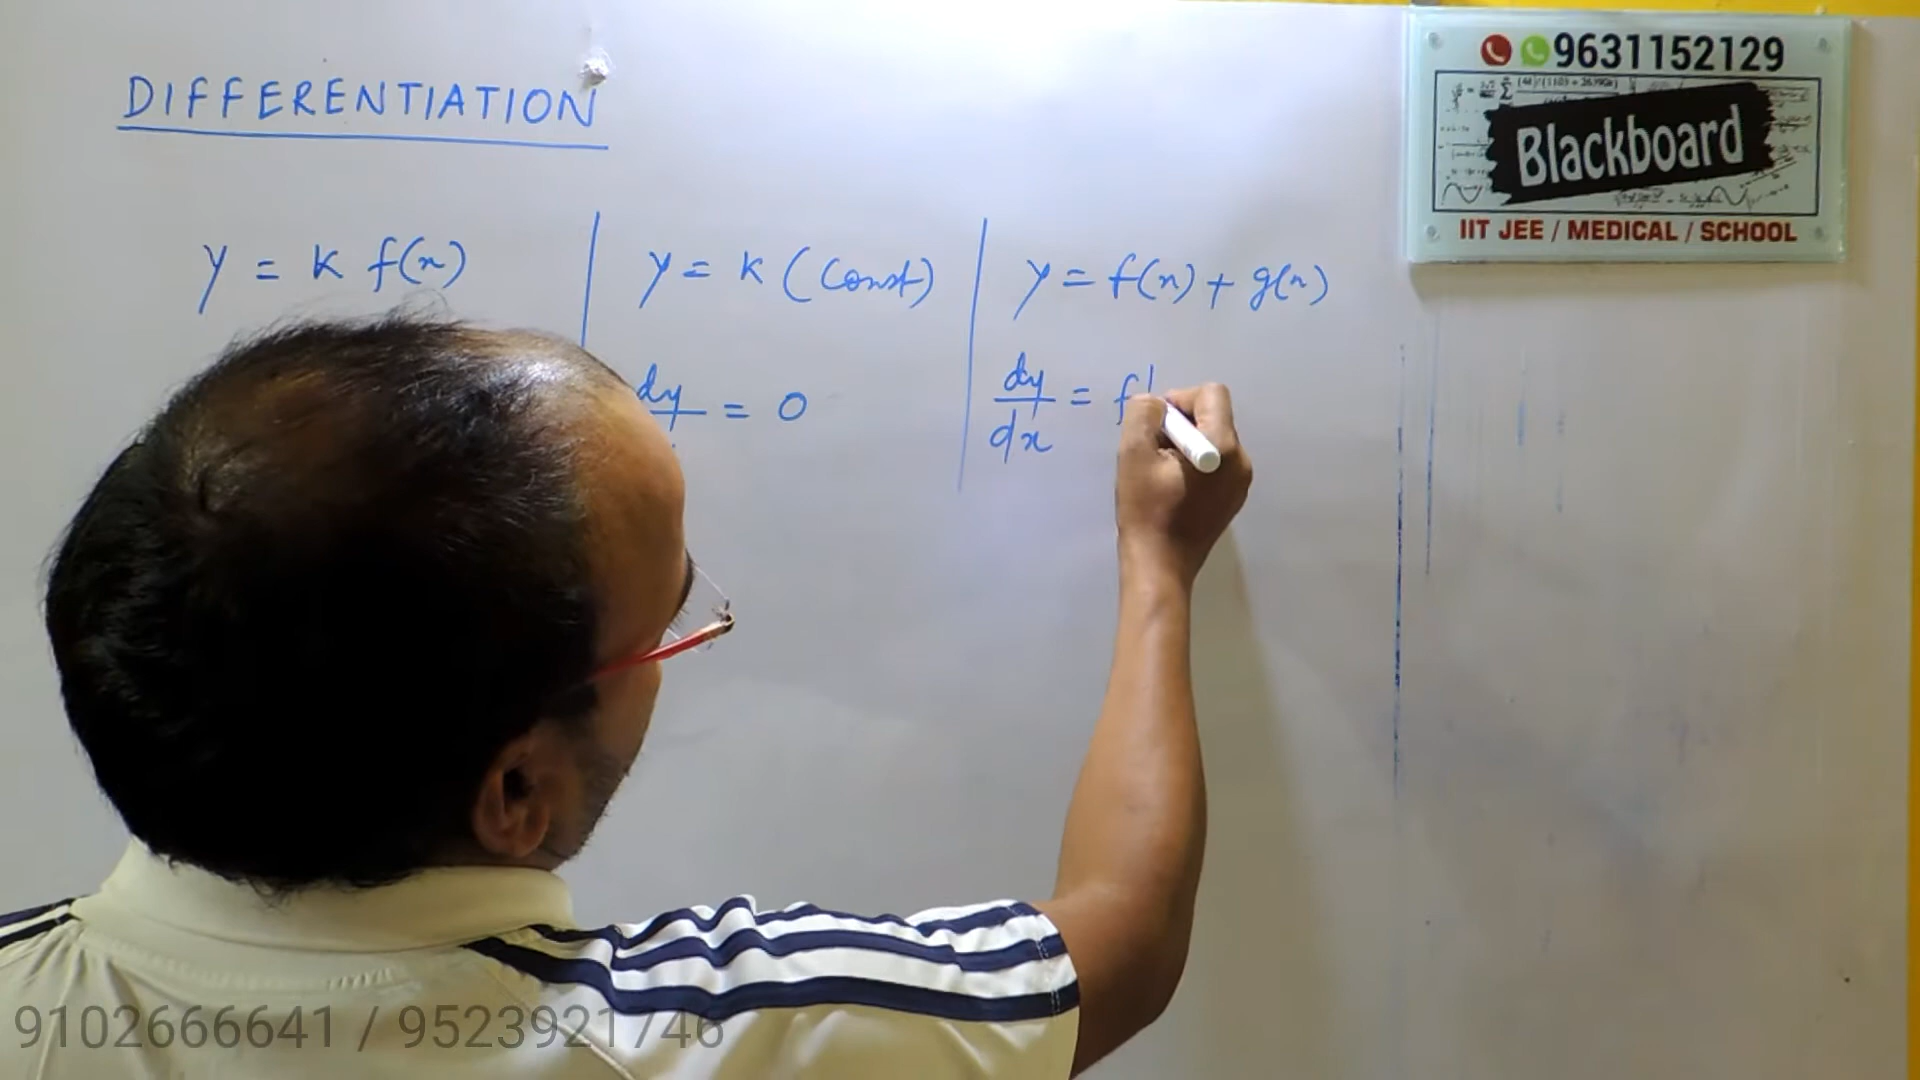 DIFFERENTIATION
y = K f(x)
y = K (Const)
dy/ = 0
y = f(x) + g(x)
dy/dx = f'
9631152129
Blackboard
IIT JEE / MEDICAL / SCHOOL
9102666641 / 9523921746